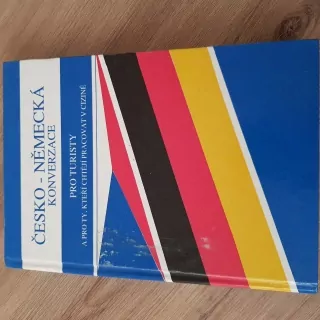 ČESKO - NĚMECKÁ
KONVERZACE
PRO TURISTY
A PRO TY, KTEŘÍ CHTĚJÍ PRACOVAT V CIZINĚ